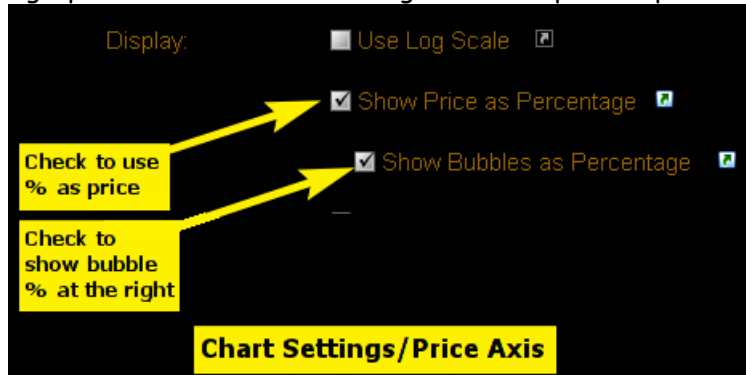 Display:
Use Log Scale
Show Price as Percentage
Check to use
% as price
Show Bubbles as Percentage
Check to
show bubble
% at the right
Chart Settings/Price Axis